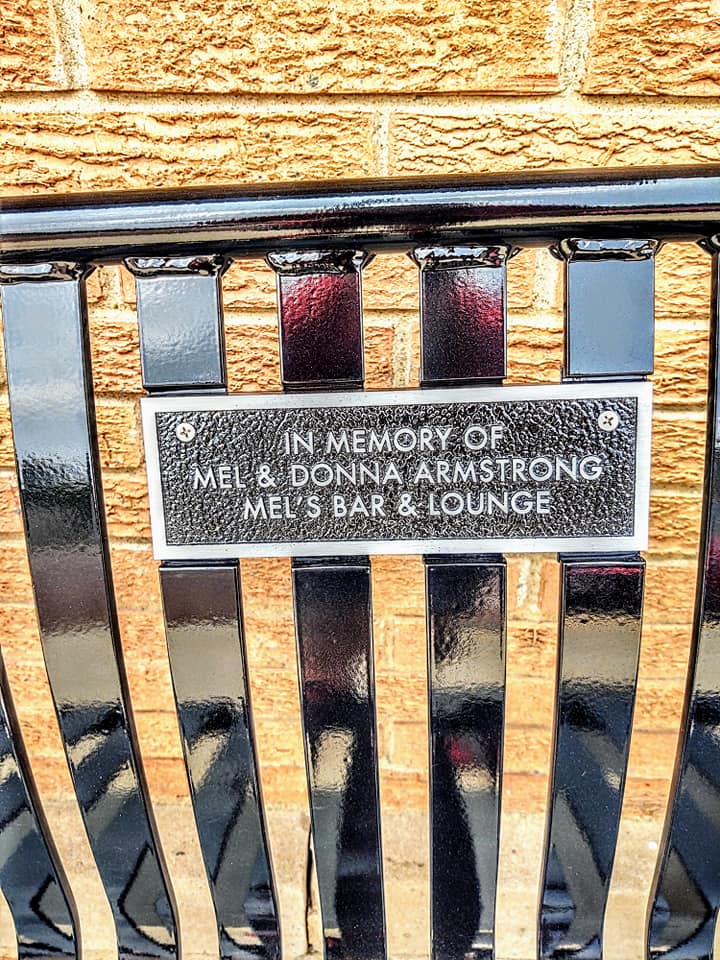 IN MEMORY OF
MEL & DONNA ARMSTRONG
MEL'S BAR & LOUNGE